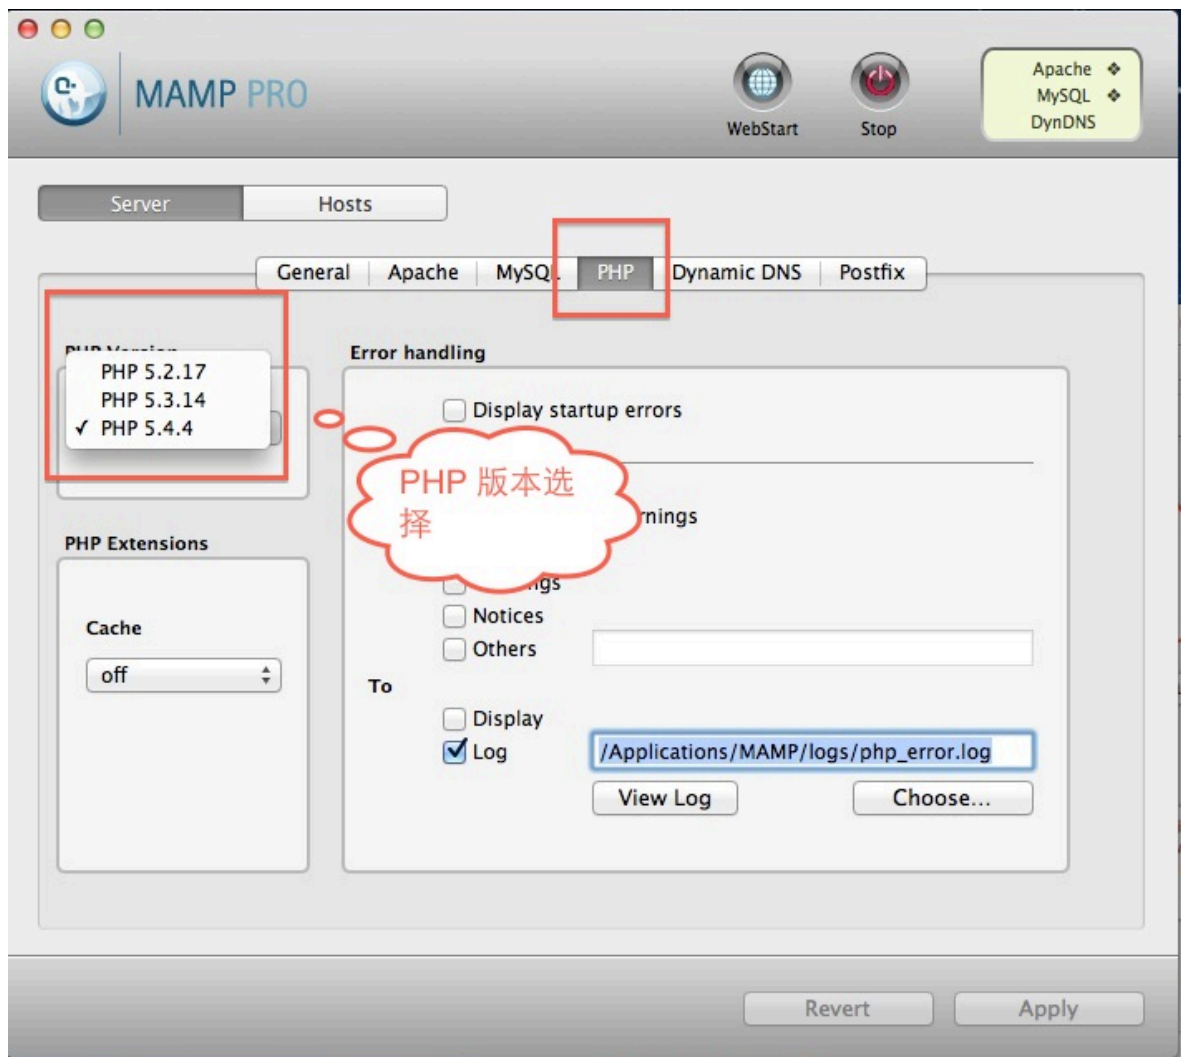 MAMP PRO
WebStart
Stop
Apache ❖
MySQL ❖
DynDNS
Server
Hosts
General
Apache
MySQL
PHP
Dynamic DNS
Postfix
PHP Version
PHP 5.2.17
PHP 5.3.14
✓ PHP 5.4.4
Error handling
Display startup errors
PHP 版本选
择
Notices
Others
PHP Extensions
Cache
off
To
Display
Log
/Applications/MAMP/logs/php_error.log
View Log
Choose...
Revert
Apply